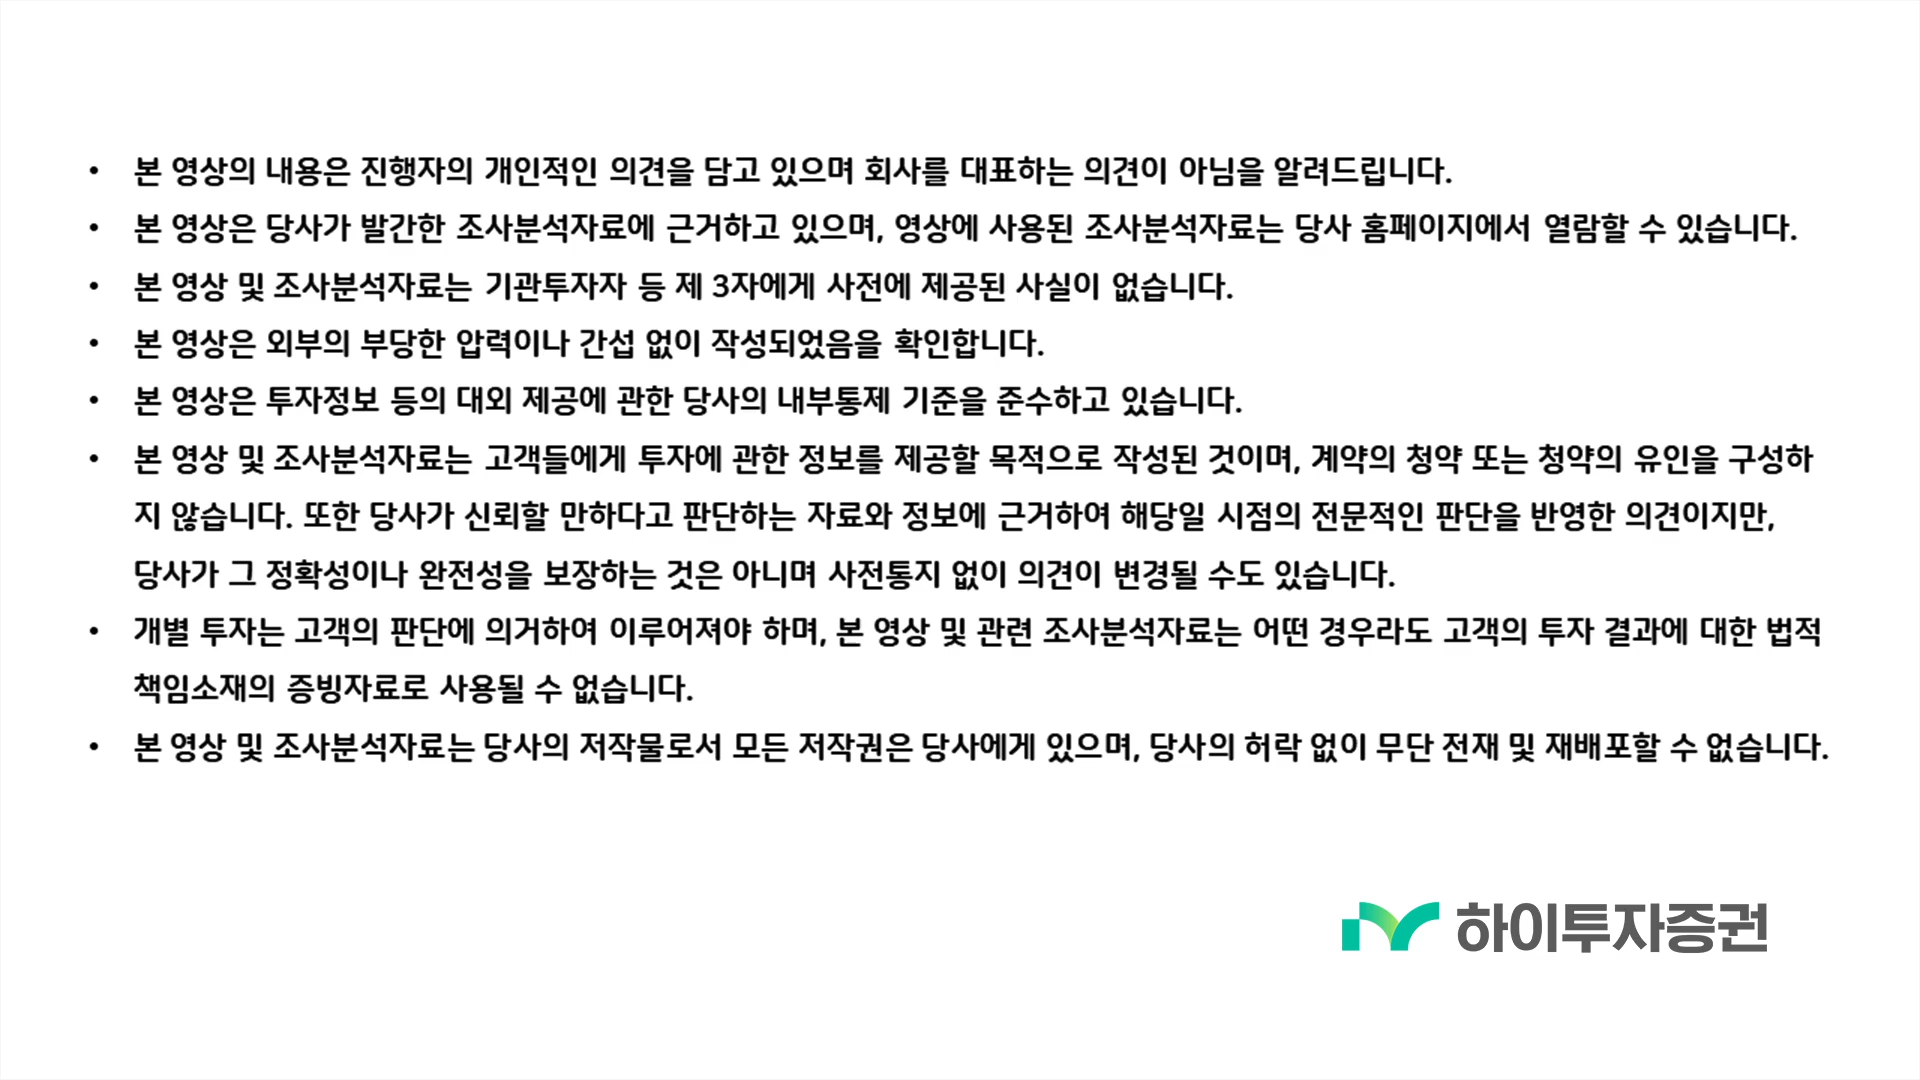 • 본 영상의 내용은 진행자의 개인적인 의견을 담고 있으며 회사를 대표하는 의견이 아님을 알려드립니다.
• 본 영상은 당사가 발간한 조사분석자료에 근거하고 있으며, 영상에 사용된 조사분석자료는 당사 홈페이지에서 열람할 수 있습니다.
• 본 영상 및 조사분석자료는 기관투자자 등 제 3자에게 사전에 제공된 사실이 없습니다.
• 본 영상은 외부의 부당한 압력이나 간섭 없이 작성되었음을 확인합니다.
• 본 영상은 투자정보 등의 대외 제공에 관한 당사의 내부통제 기준을 준수하고 있습니다.
• 본 영상 및 조사분석자료는 고객들에게 투자에 관한 정보를 제공할 목적으로 작성된 것이며, 계약의 청약 또는 청약의 유인을 구성하
지 않습니다. 또한 당사가 신뢰할 만하다고 판단하는 자료와 정보에 근거하여 해당일 시점의 전문적인 판단을 반영한 의견이지만,
당사가 그 정확성이나 완전성을 보장하는 것은 아니며 사전통지 없이 의견이 변경될 수도 있습니다.
• 개별 투자는 고객의 판단에 의거하여 이루어져야 하며, 본 영상 및 관련 조사분석자료는 어떤 경우라도 고객의 투자 결과에 대한 법적
책임소재의 증빙자료로 사용될 수 없습니다.
• 본 영상 및 조사분석자료는 당사의 저작물로서 모든 저작권은 당사에게 있으며, 당사의 허락 없이 무단 전재 및 재배포할 수 없습니다.
하이투자증권